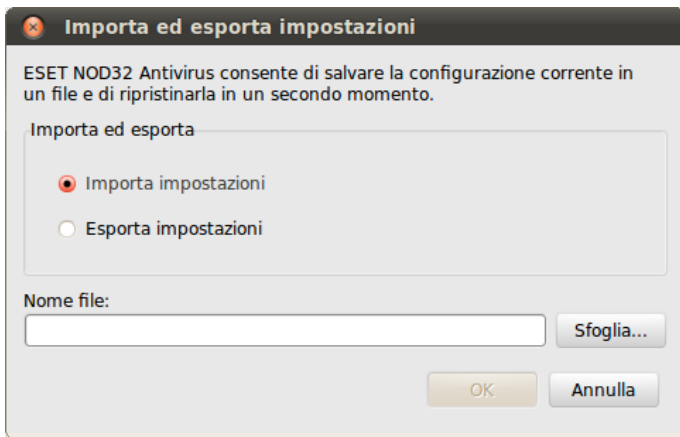 Importa ed esporta impostazioni
ESET NOD32 Antivirus consente di salvare la configurazione corrente in
un file e di ripristinarla in un secondo momento.
Importa ed esporta
Importa impostazioni
Esporta impostazioni
Nome file:
Sfoglia...
OK
Annulla